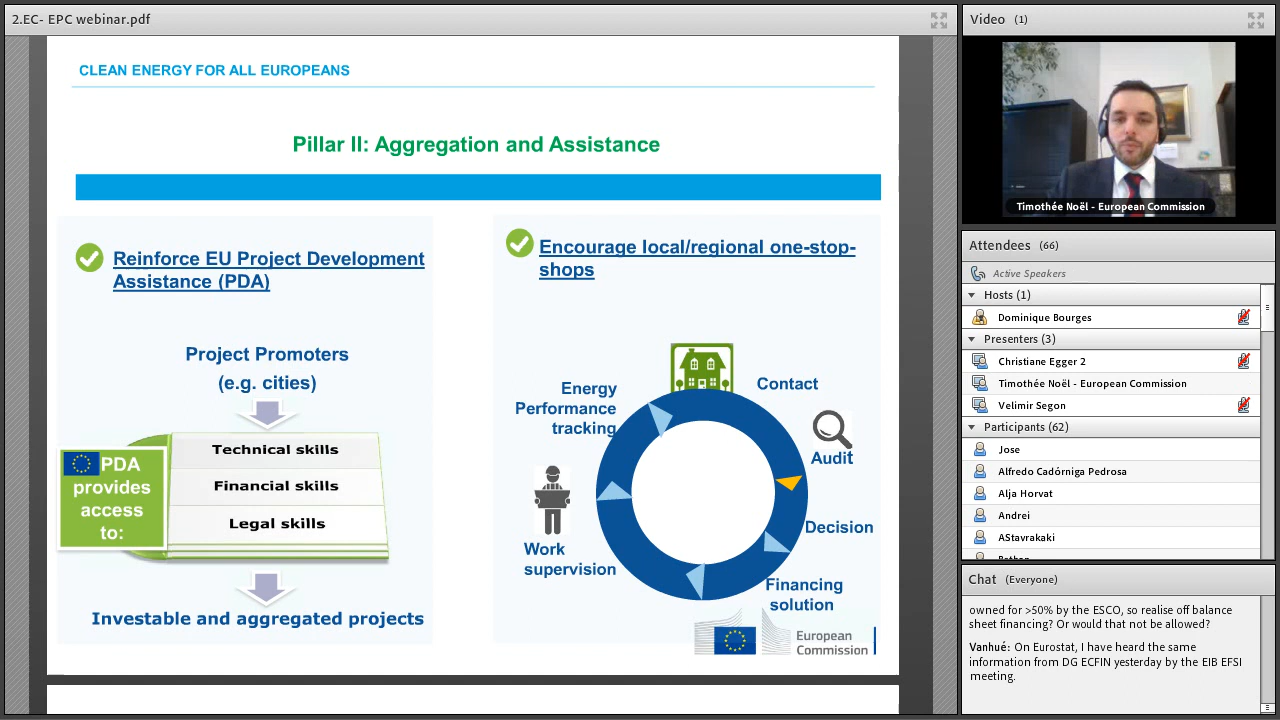 2.EC- EPC webinar.pdf
CLEAN ENERGY FOR ALL EUROPEANS
Pillar II: Aggregation and Assistance
Reinforce EU Project Development
Assistance (PDA)
Project Promoters
(e.g. cities)
PDA
provides
access
to:
Technical skills
Financial skills
Legal skills
Investable and aggregated projects
Encourage local/regional one-stop-
shops
Contact
Audit
Decision
Financing
solution
Work
supervision
Energy
Performance
tracking
European
Commission
Video (1)
Timothée Noël - European Commission
Attendees (66)
Active Speakers
Hosts (1)
Dominique Bourges
Presenters (3)
Christiane Egger 2
Timothée Noël - European Commission
Velimir Segon
Participants (62)
Jose
Alfredo Cadórniga Pedrosa
Alja Horvat
Andrei
AStavrakaki
Chat (Everyone)
owned for >50% by the ESCO, so realise off balance
sheet financing? Or would that not be allowed?
Vanhué: On Eurostat, I have heard the same
information from DG ECFIN yesterday by the EIB EFSI
meeting.